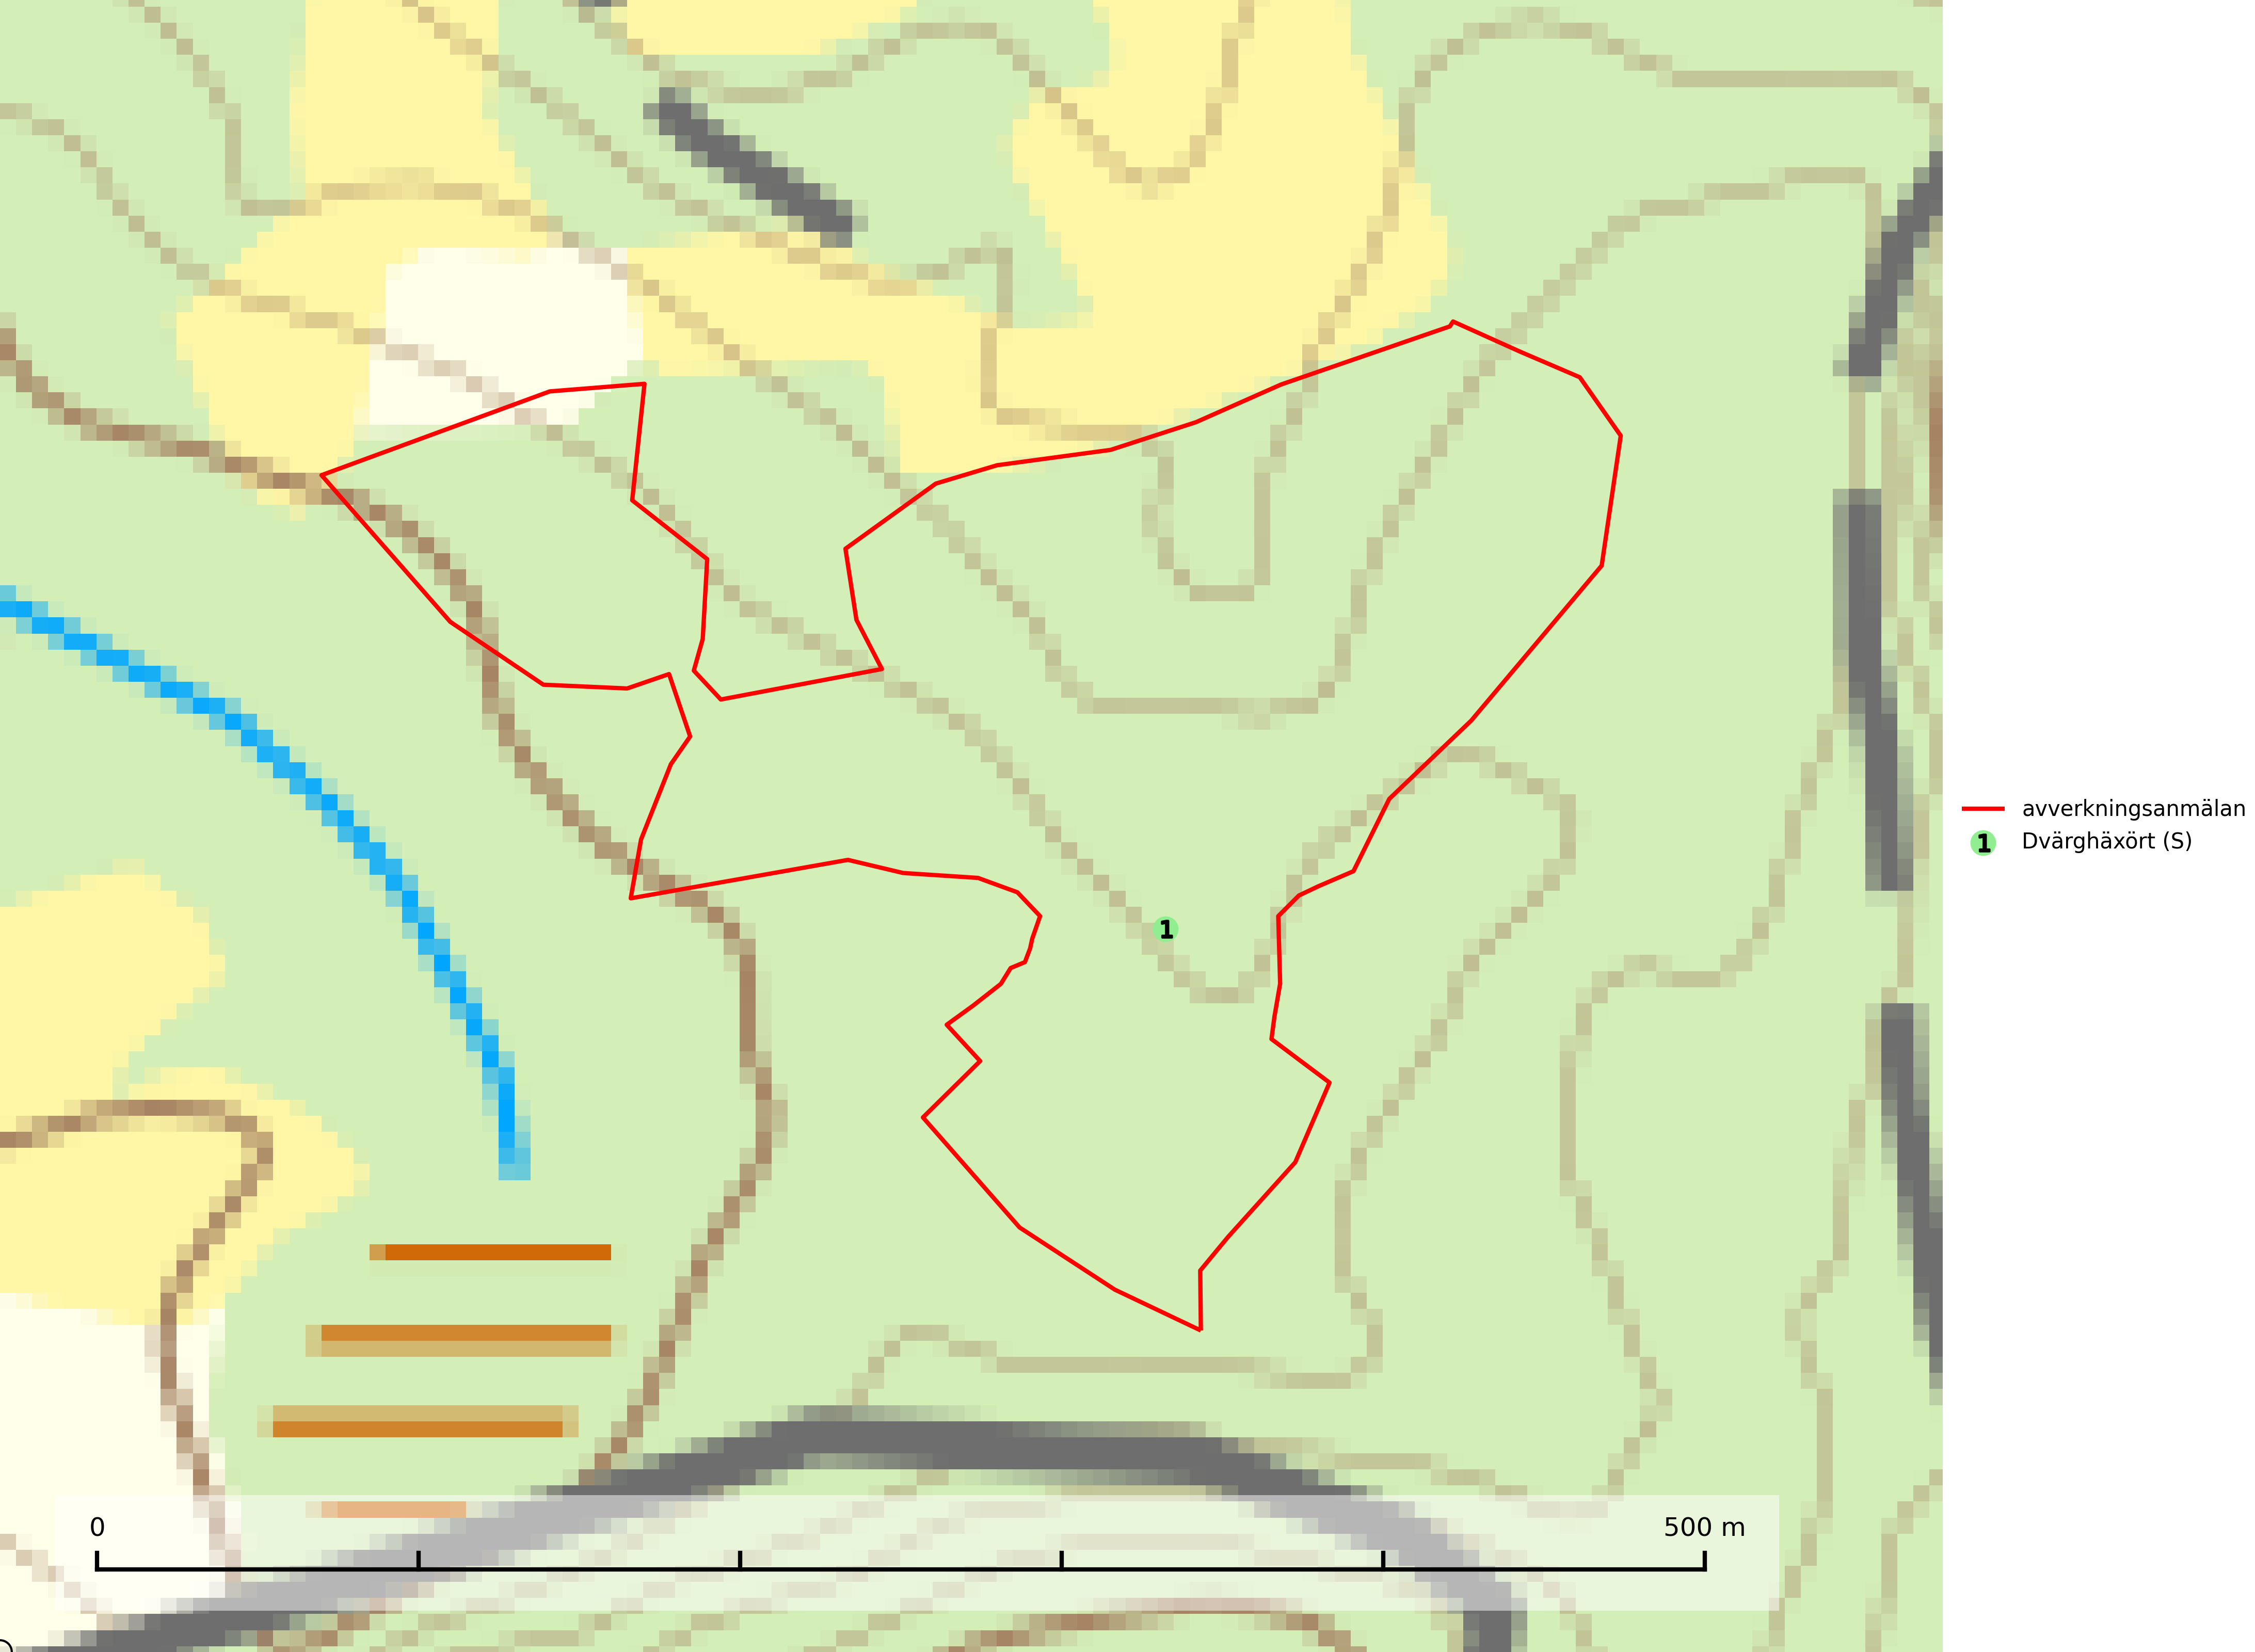 avverkningsanmälan
1 Dvärghäxört (S)
1
0 500 m